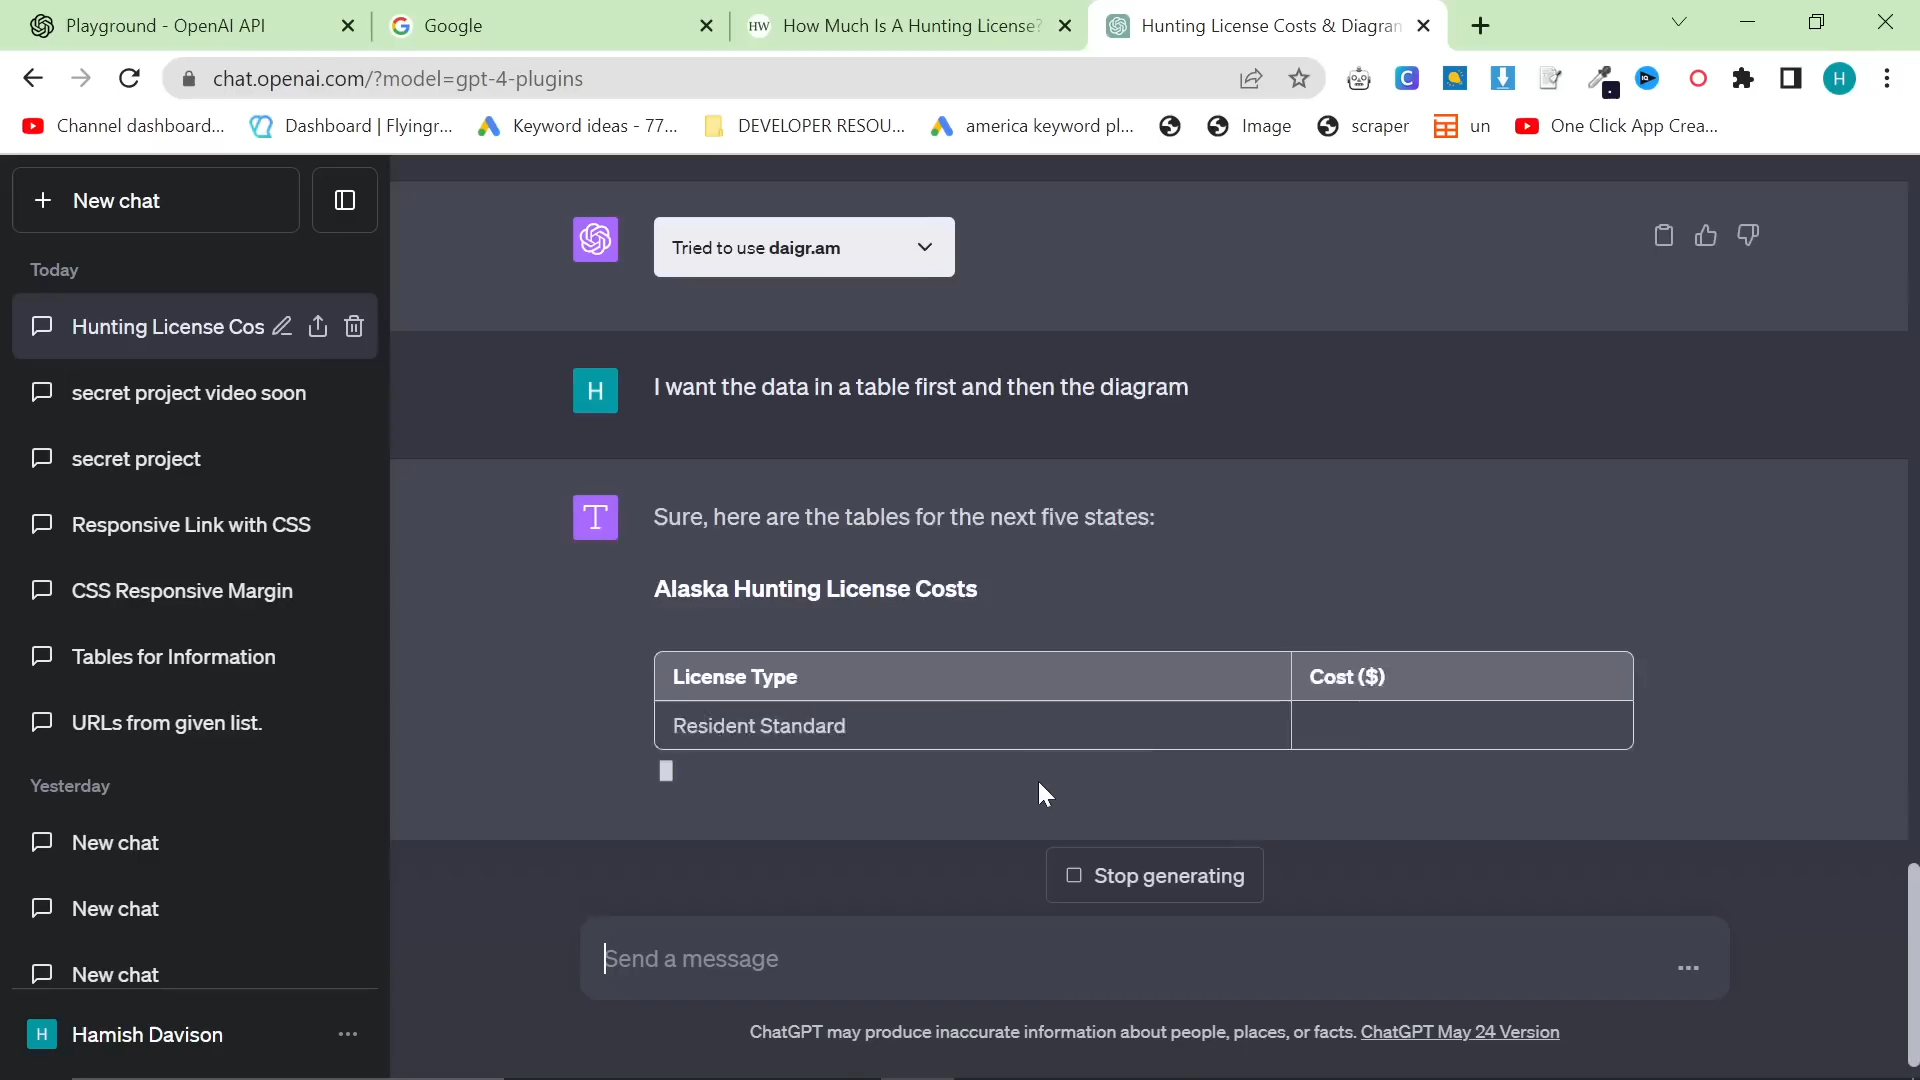 Playground - OpenAI API
Google
HW How Much Is A Hunting License?
Hunting License Costs & Diagran
chat.openai.com/?model=gpt-4-plugins
Channel dashboard...
Dashboard | Flyingr...
Keyword ideas - 77...
DEVELOPER RESOU...
america keyword pl...
Image
scraper
un
One Click App Crea...
New chat
Today
Hunting License Cos
secret project video soon
secret project
Responsive Link with CSS
CSS Responsive Margin
Tables for Information
URLs from given list.
Yesterday
New chat
New chat
New chat
H Hamish Davison
Tried to use daigr.am
H I want the data in a table first and then the diagram
T Sure, here are the tables for the next five states:
Alaska Hunting License Costs
License Type Cost ($)
Resident Standard
Stop generating
Send a message
ChatGPT may produce inaccurate information about people, places, or facts. ChatGPT May 24 Version